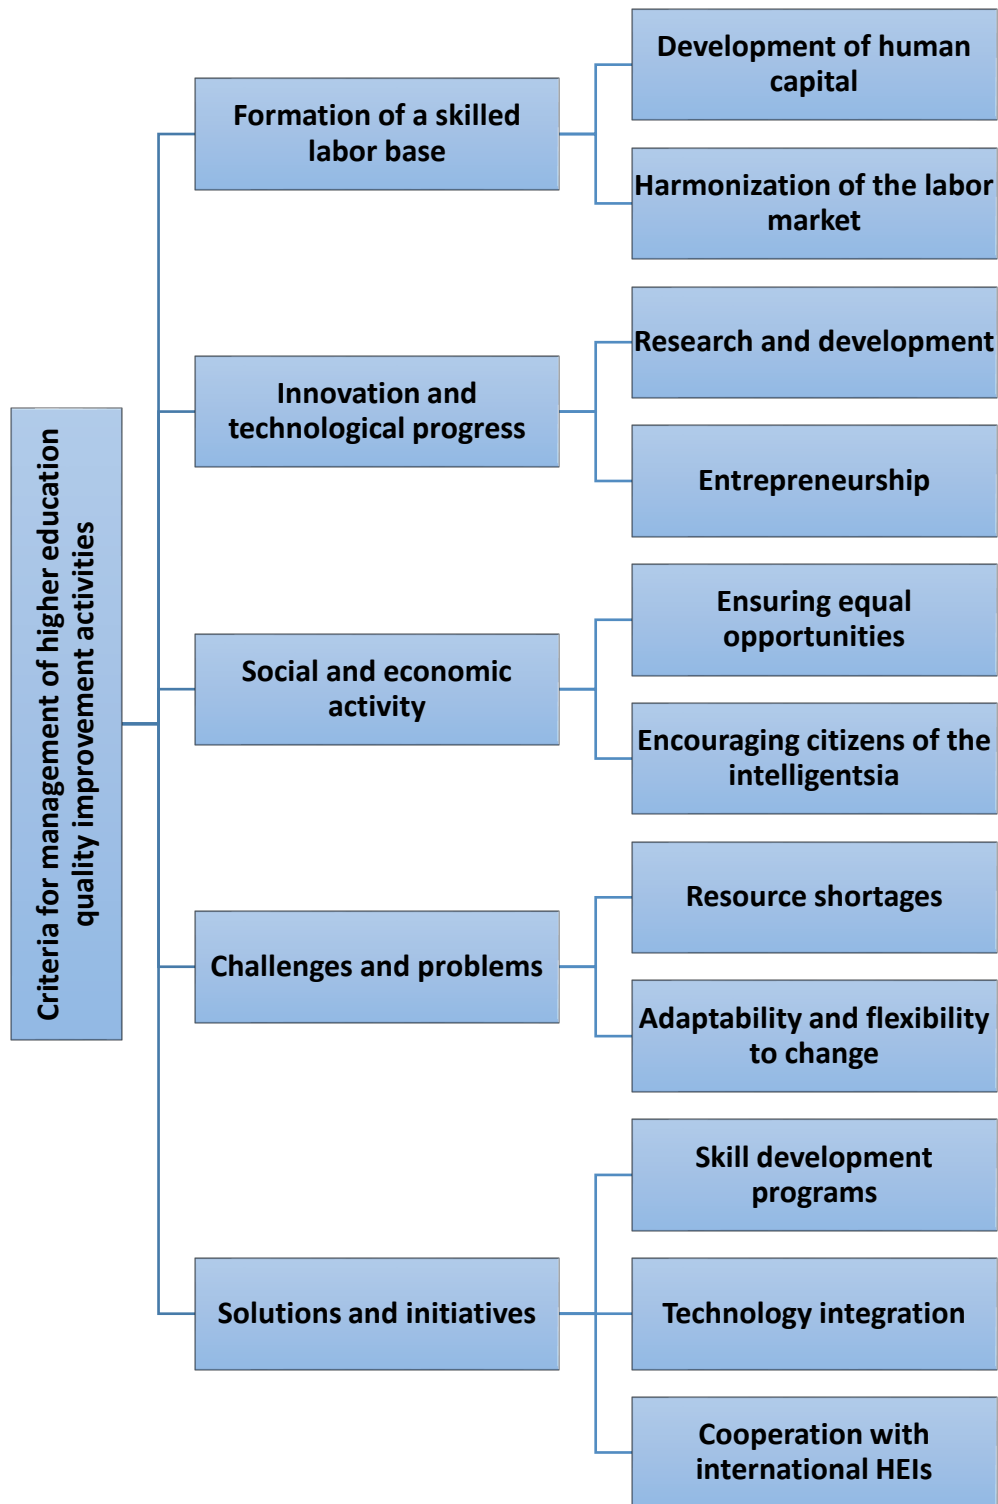 Criteria for management of higher education
quality improvement activities
Formation of a skilled
labor base
Development of human
capital
Harmonization of the labor
market
Innovation and
technological progress
Research and development
Entrepreneurship
Social and economic
activity
Ensuring equal
opportunities
Encouraging citizens of the
intelligentsia
Challenges and problems
Resource shortages
Adaptability and flexibility
to change
Solutions and initiatives
Skill development
programs
Technology integration
Cooperation with
international HEIs